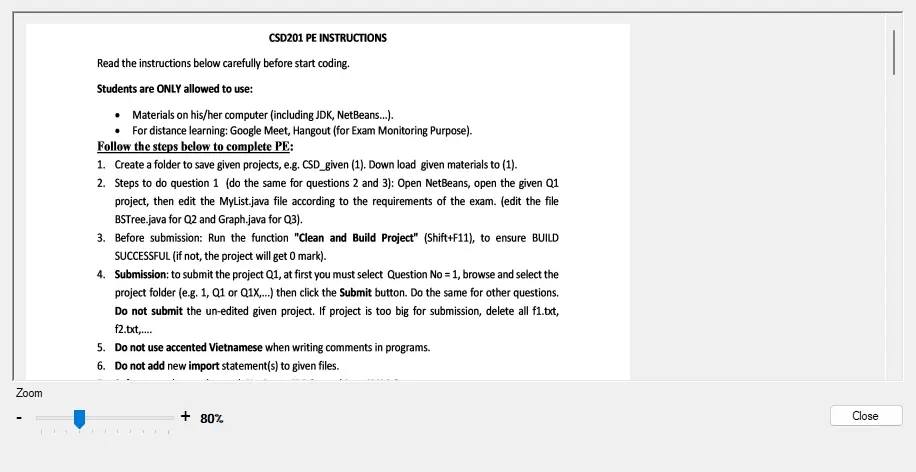 CSD201 PE INSTRUCTIONS
Read the instructions below carefully before start coding.
Students are ONLY allowed to use:
• Materials on his/her computer (including JDK, NetBeans...).
• For distance learning: Google Meet, Hangout (for Exam Monitoring Purpose).
Follow the steps below to complete PE:
1. Create a folder to save given projects, e.g. CSD_given (1). Down load given materials to (1).
2. Steps to do question 1 (do the same for questions 2 and 3): Open NetBeans, open the given Q1
project, then edit the MyList.java file according to the requirements of the exam. (edit the file
BSTree.java for Q2 and Graph.java for Q3).
3. Before submission: Run the function "Clean and Build Project" (Shift+F11), to ensure BUILD
SUCCESSFUL (if not, the project will get 0 mark).
4. Submission: to submit the project Q1, at first you must select Question No = 1, browse and select the
project folder (e.g. 1, Q1 or Q1X,...) then click the Submit button. Do the same for other questions.
Do not submit the un-edited given project. If project is too big for submission, delete all f1.txt,
f2.txt,....
5. Do not use accented Vietnamese when writing comments in programs.
6. Do not add new import statement(s) to given files.
Zoom
- + 80%
Close